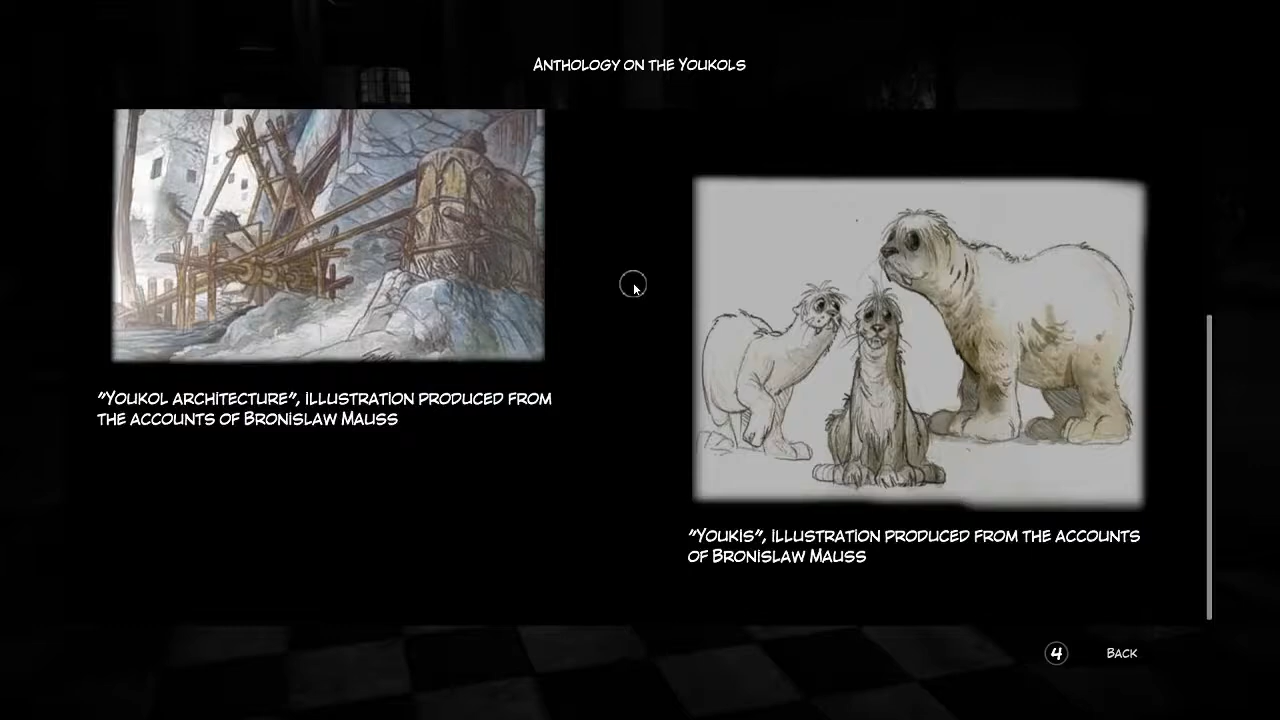 Anthology on the Youkols
"Youkol architecture", illustration produced from
the accounts of Bronislaw Mauss
"Youkis", illustration produced from the accounts
of Bronislaw Mauss
4 Back